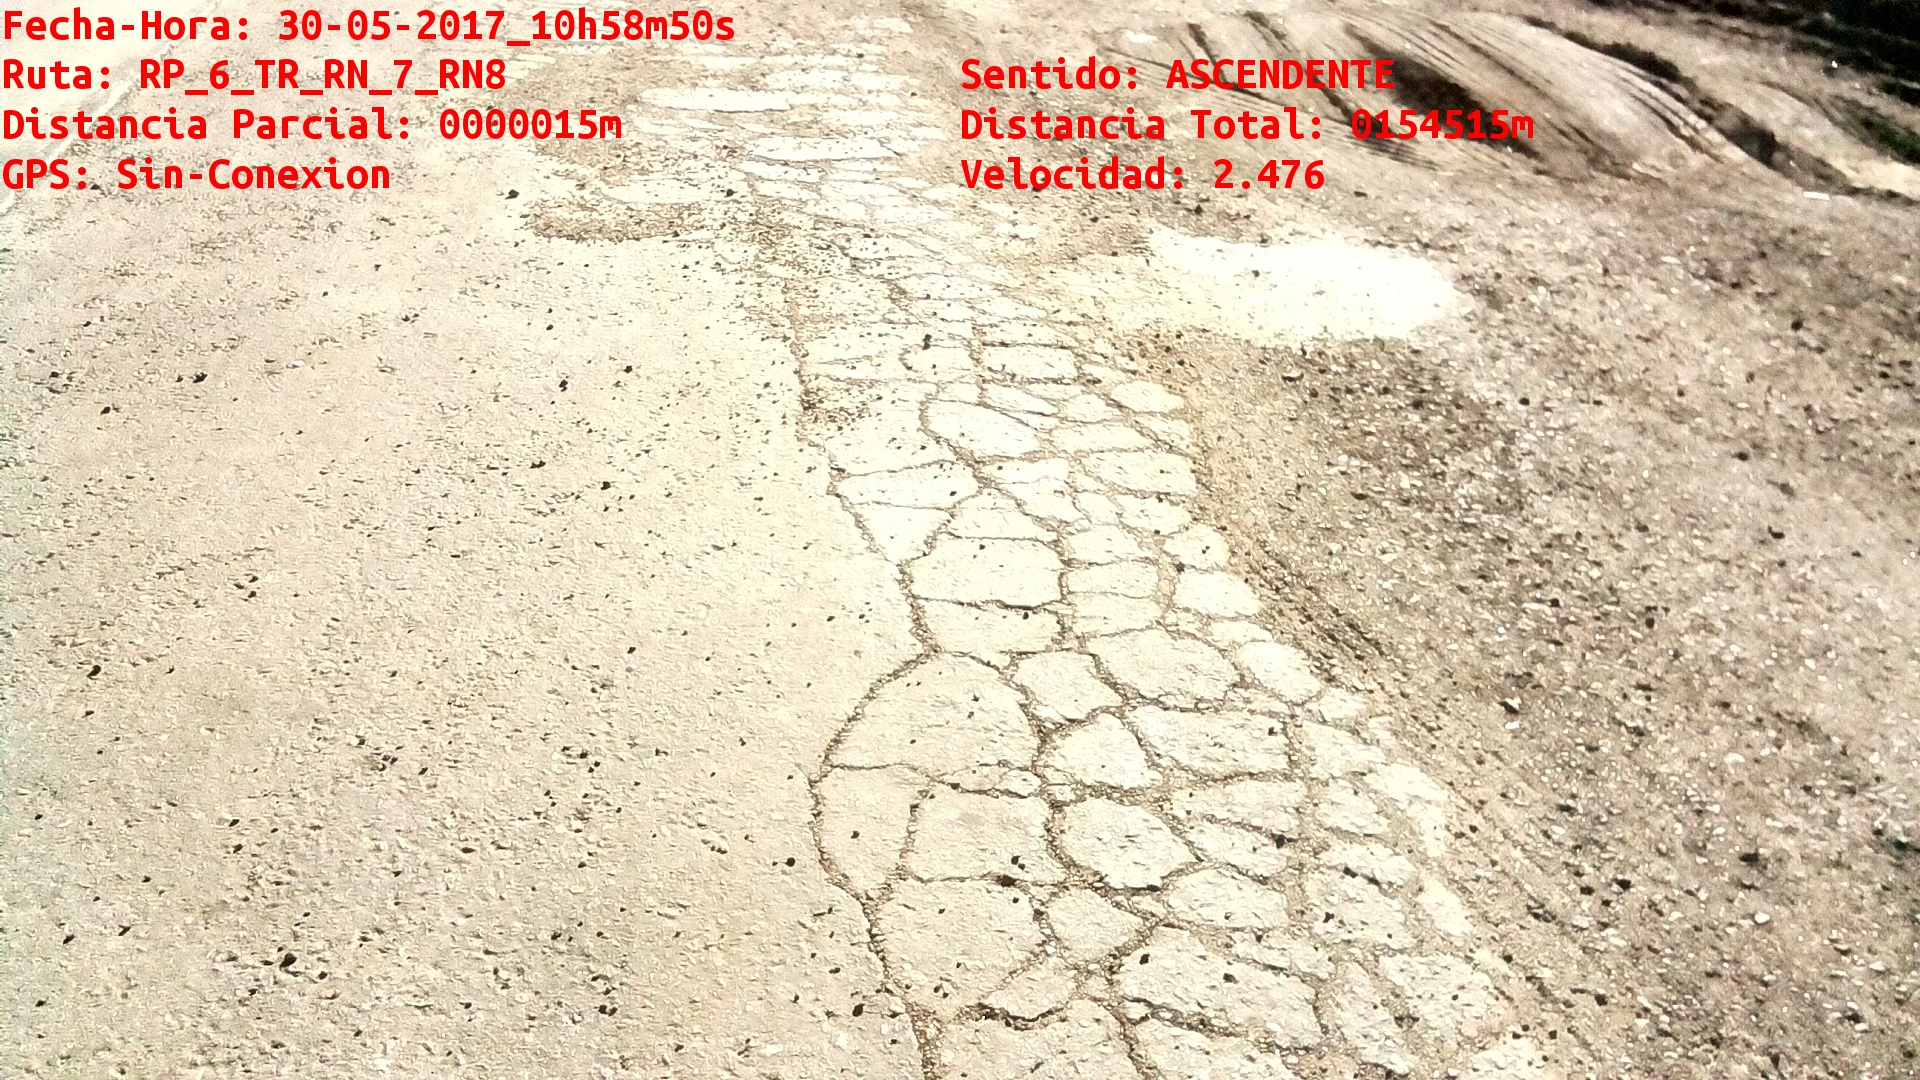 Fecha-Hora: 30-05-2017_10h58m50s
Ruta: RP_6_TR_RN_7_RN8
Sentido: ASCENDENTE
Distancia Parcial: 0000015m
Distancia Total: 0154515m
GPS: Sin-Conexion
Velocidad: 2.476